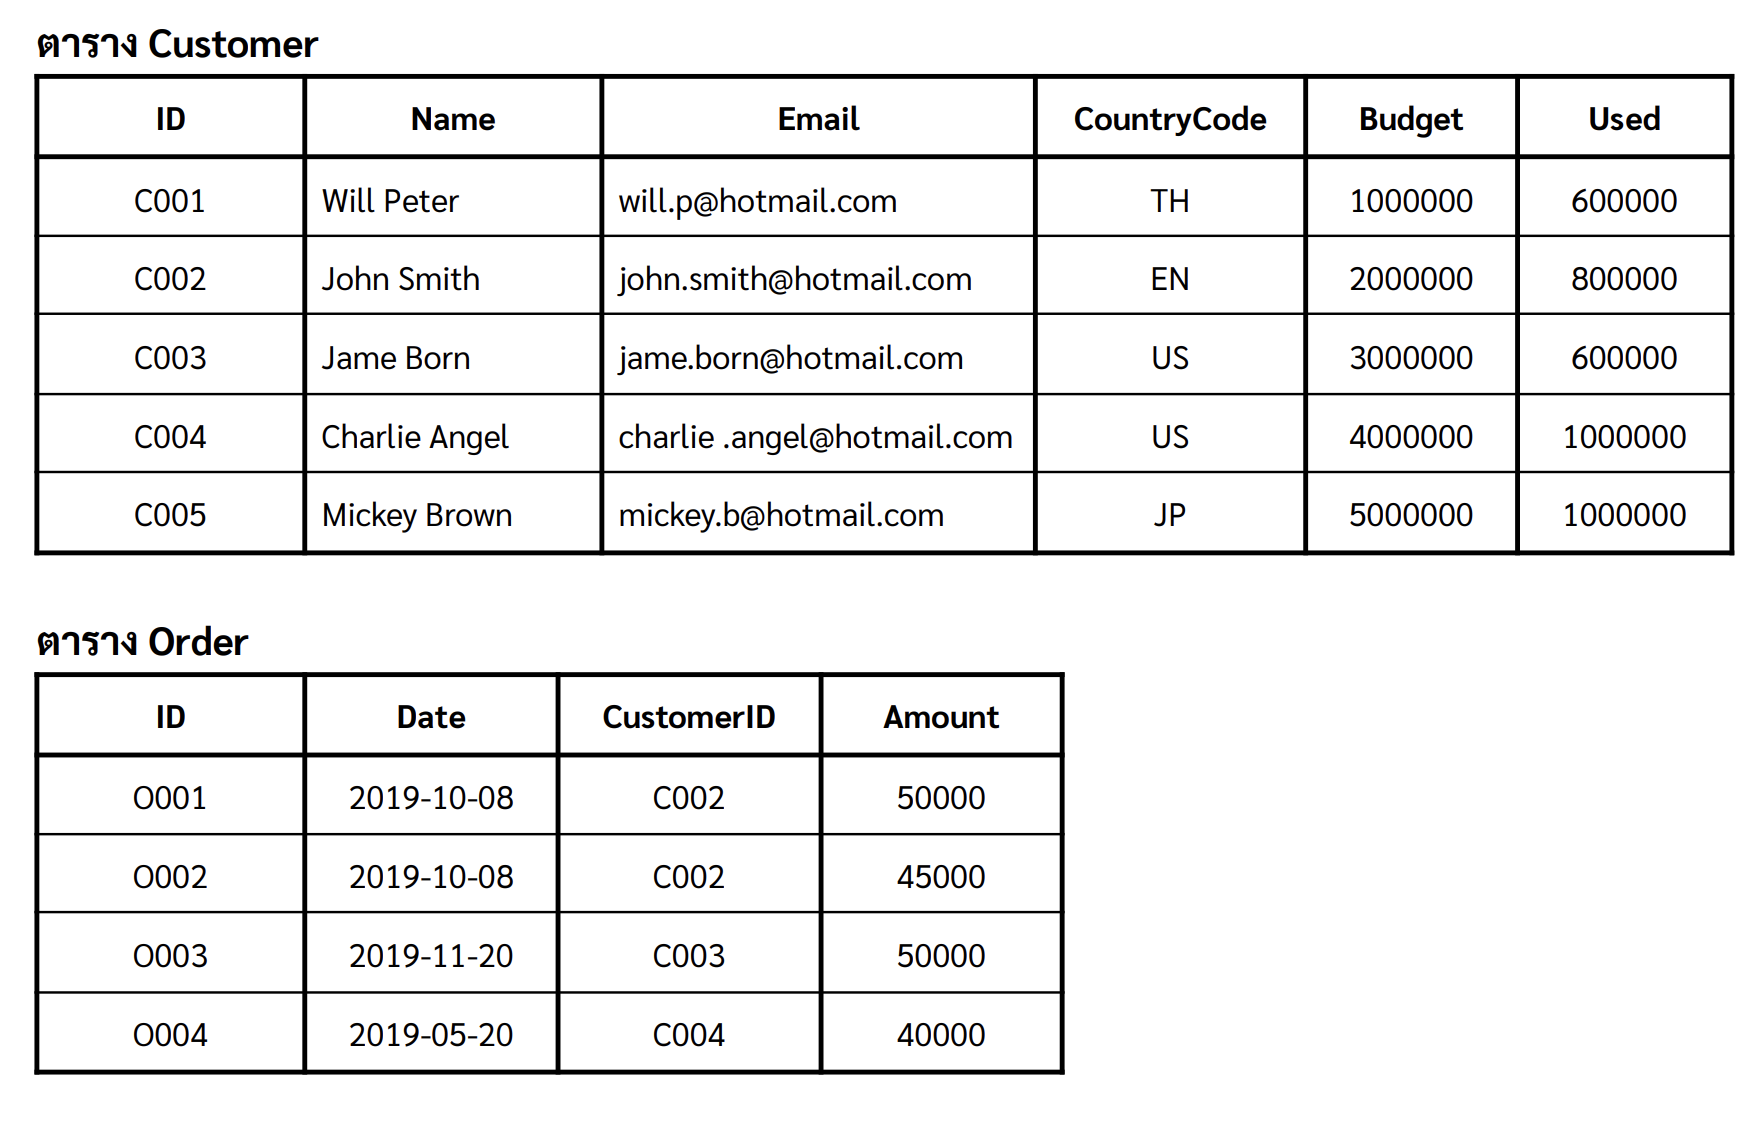 ตาราง Customer
ID Name Email CountryCode Budget Used
C001 Will Peter will.p@hotmail.com TH 1000000 600000
C002 John Smith john.smith@hotmail.com EN 2000000 800000
C003 Jame Born jame.born@hotmail.com US 3000000 600000
C004 Charlie Angel charlie .angel@hotmail.com US 4000000 1000000
C005 Mickey Brown mickey.b@hotmail.com JP 5000000 1000000
ตาราง Order
ID Date CustomerID Amount
O001 2019-10-08 C002 50000
O002 2019-10-08 C002 45000
O003 2019-11-20 C003 50000
O004 2019-05-20 C004 40000